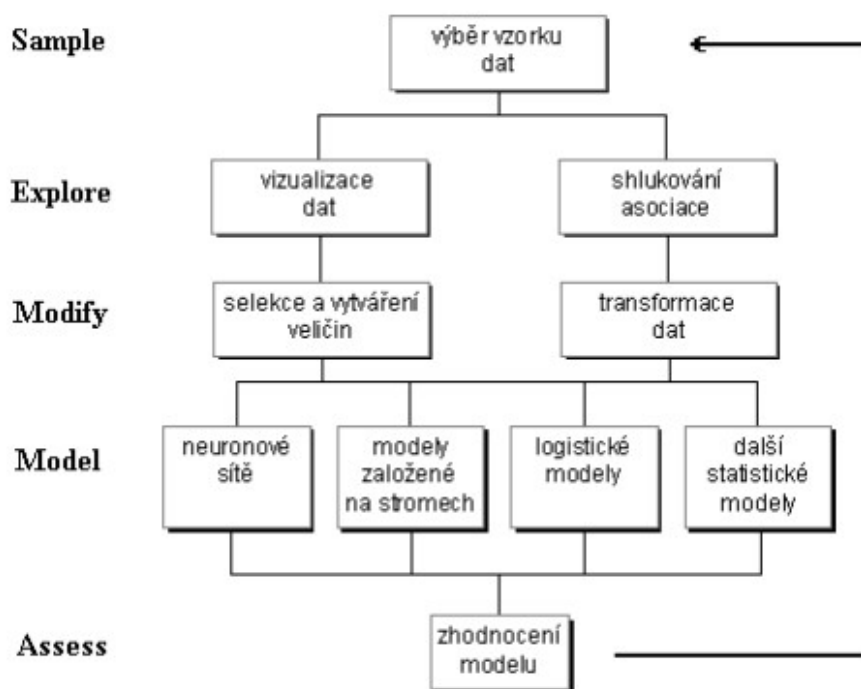 Sample
výběr vzorku
dat
Explore
vizualizace
dat
shlukování
asociace
Modify
selekce a vytváření
veličin
transformace
dat
Model
neuronové
sítě
modely
založené
na stromech
logistické
modely
další
statistické
modely
Assess
zhodnocení
modelu